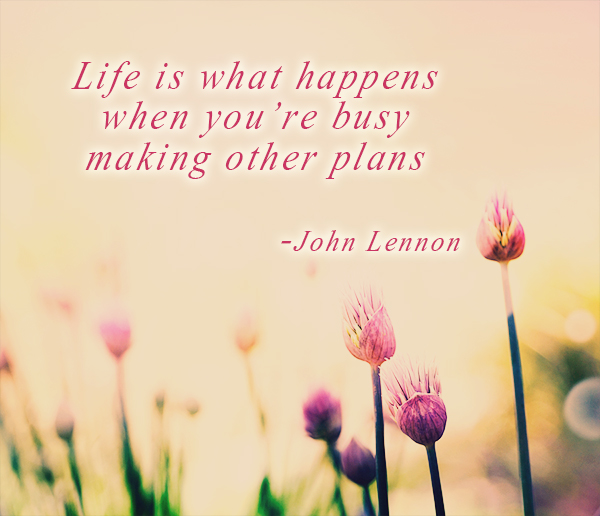 Life is what happens
when you’re busy
making other plans
-John Lennon